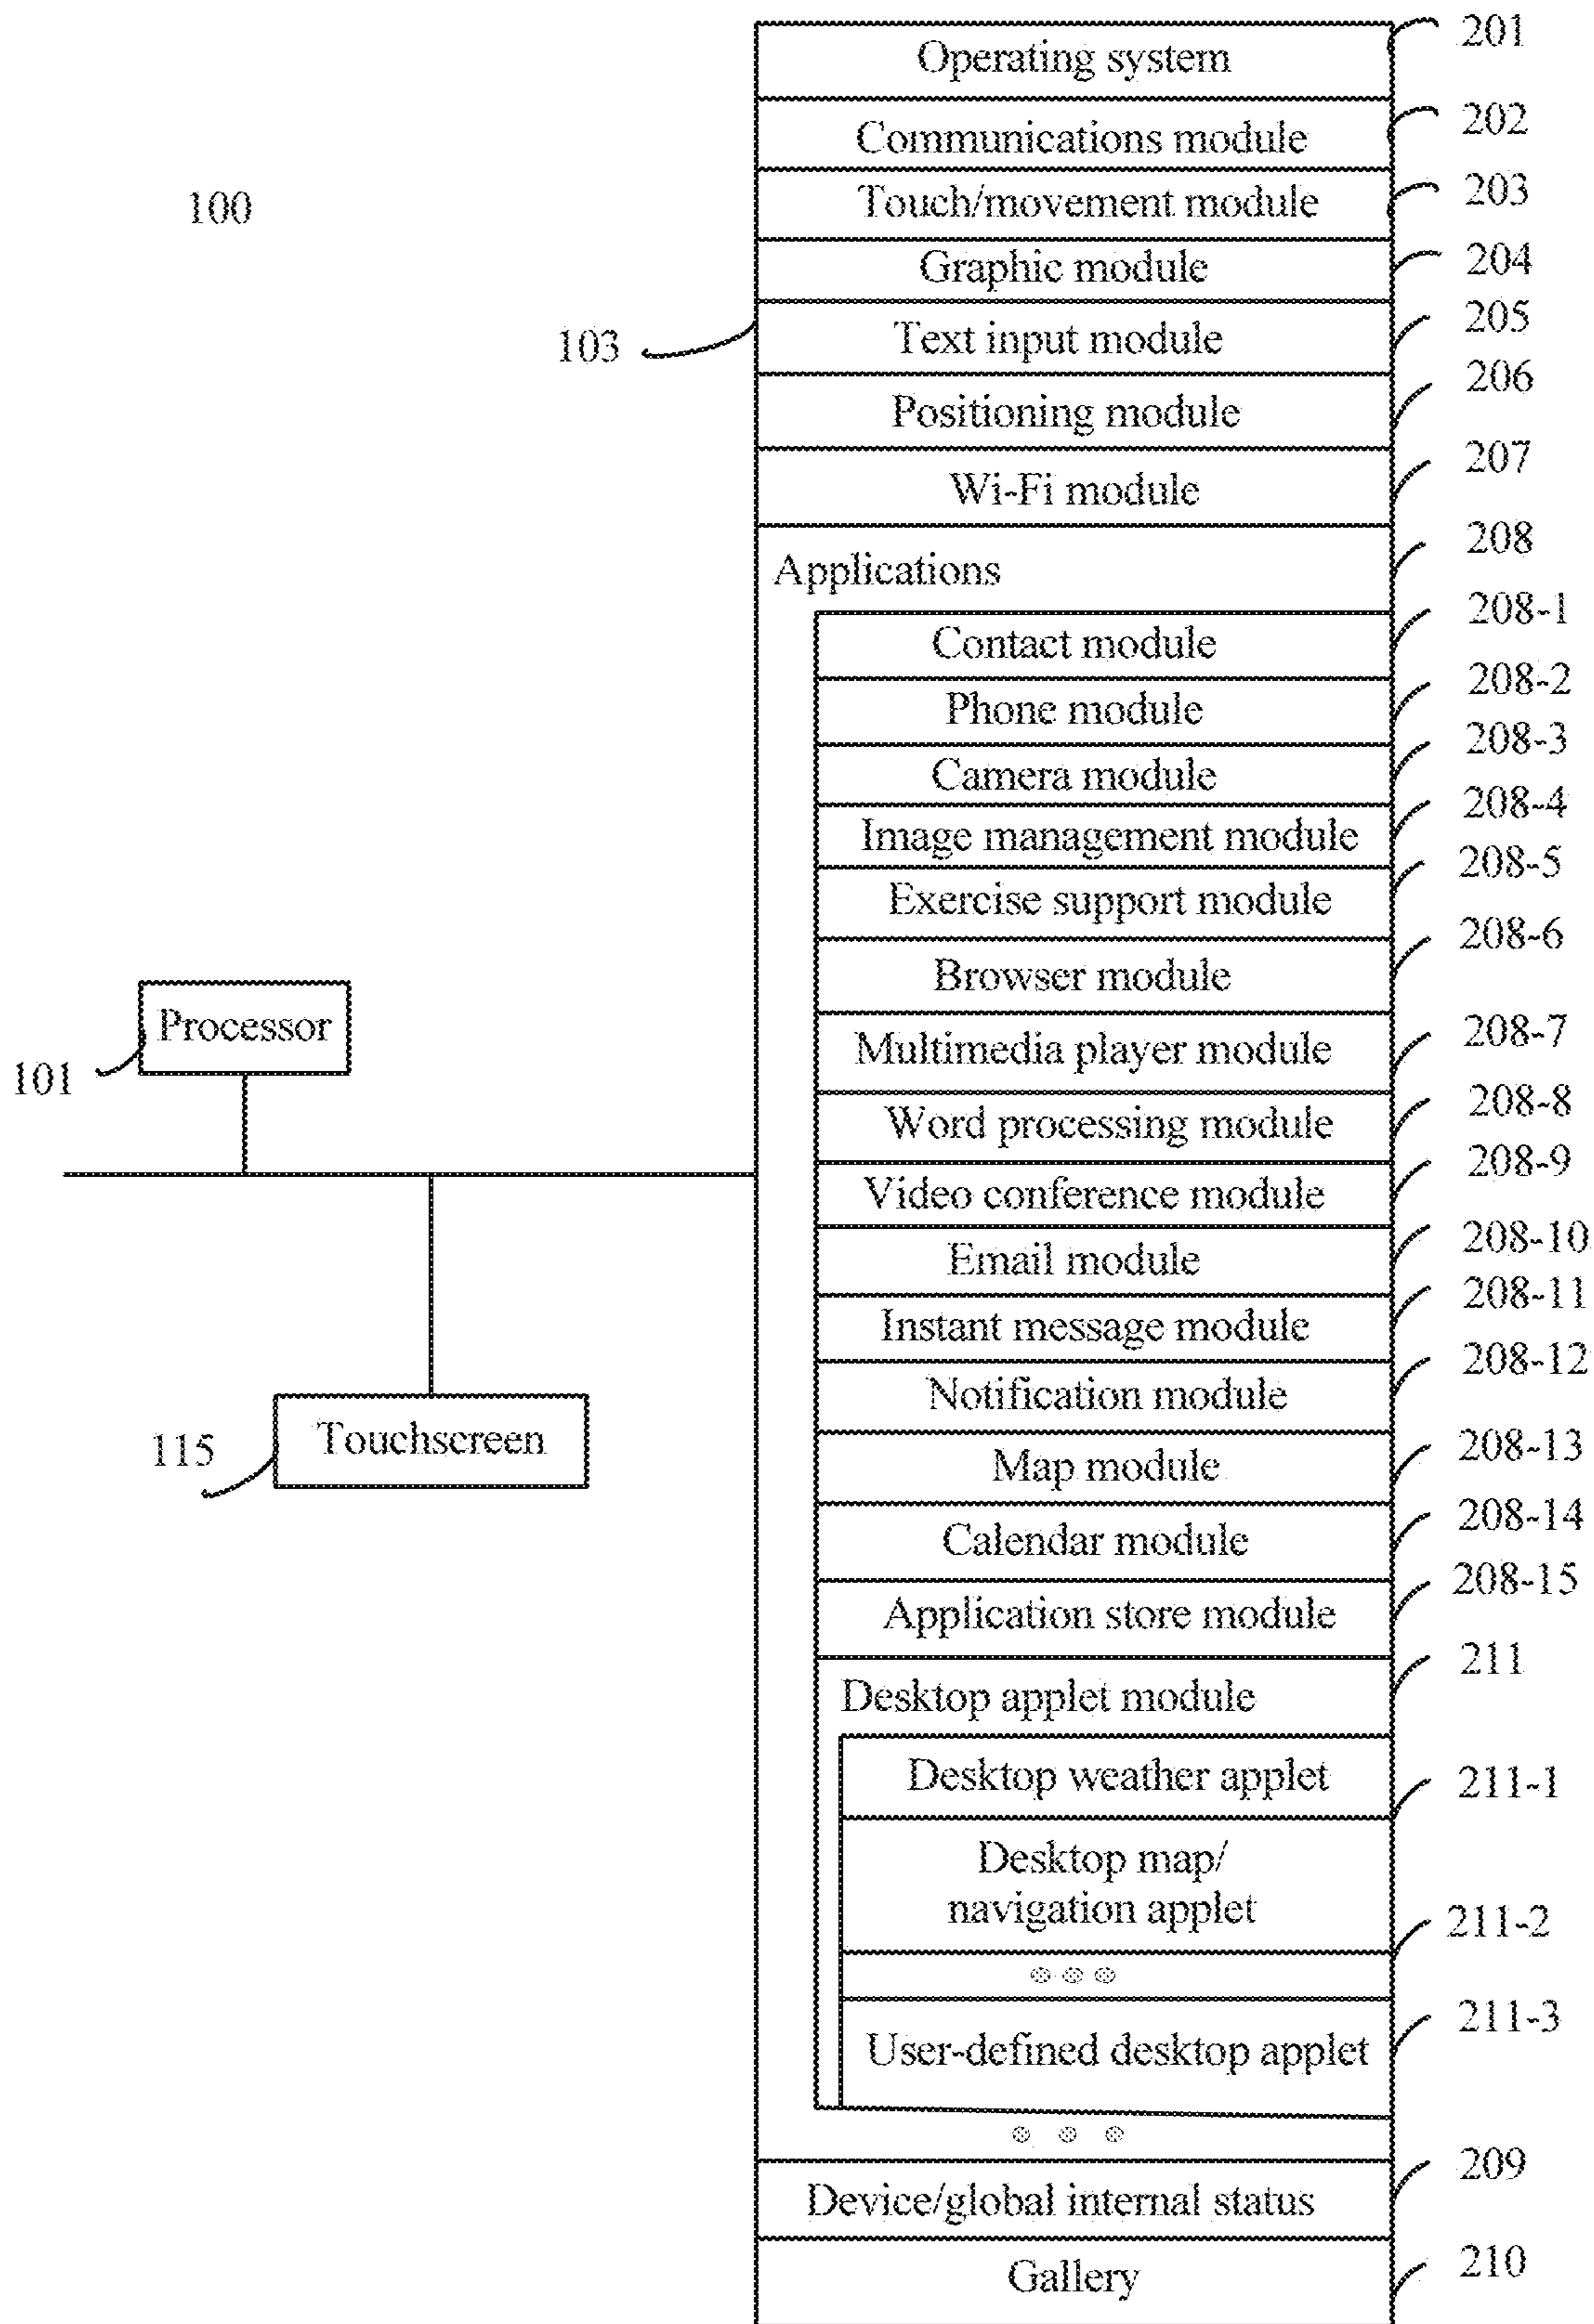 Operating system 201
Communications module 202
100 Touch/movement module 203
Graphic module 204
103 Text input module 205
Positioning module 206
Wi-Fi module 207
Applications 208
Contact module 208-1
Phone module 208-2
Camera module 208-3
Image management module 208-4
Exercise support module 208-5
Browser module 208-6
Processor
101
Multimedia player module 208-7
Word processing module 208-8
Video conference module 208-9
Email module 208-10
Instant message module 208-11
Notification module 208-12
115 Touchscreen
Map module 208-13
Calendar module 208-14
Application store module 208-15
Desktop applet module 211
Desktop weather applet 211-1
Desktop map/
navigation applet 211-2
User-defined desktop applet 211-3
Device/global internal status 209
Gallery 210